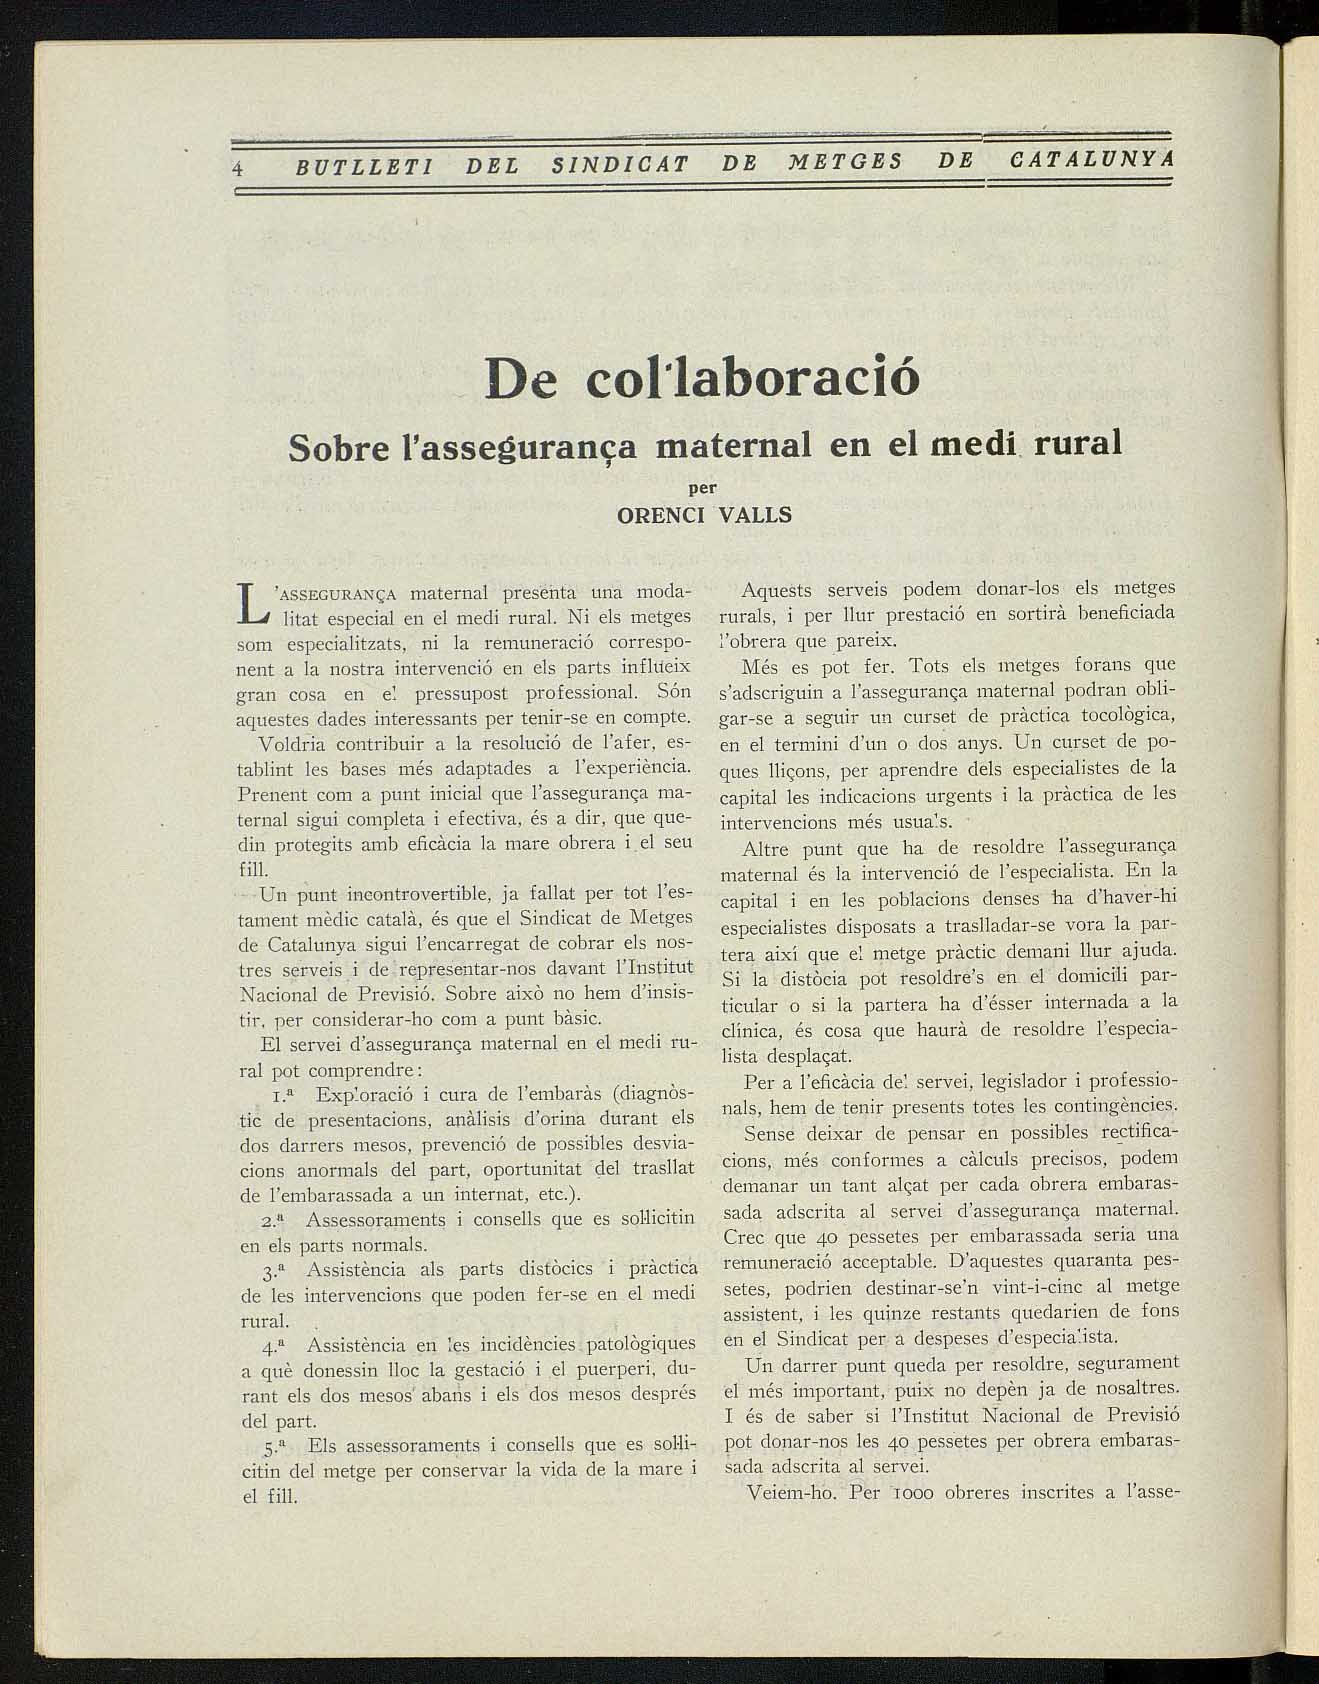 4 BUTLLETI DEL SINDICAT DE METGES DE CATALUNYA
De col·laboració
Sobre l'assegurança maternal en el medi rural
per
ORENCI VALLS
L'ASSEGURANÇA maternal presenta una moda-
litat especial en el medi rural. Ni els metges
som especialitzats, ni la remuneració correspo-
nent a la nostra intervenció en els parts influeix
gran cosa en el pressupost professional. Són
aquestes dades interessants per tenir-se en compte.
Voldria contribuir a la resolució de l'afer, es-
tablint les bases més adaptades a l'experiència.
Prenent com a punt inicial que l'assegurança ma-
ternal sigui completa i efectiva, és a dir, que que-
din protegits amb eficàcia la mare obrera i el seu
fill.
Un punt incontrovertible, ja fallat per tot l'es-
tament mèdic català, és que el Sindicat de Metges
de Catalunya sigui l'encarregat de cobrar els nos-
tres serveis i de representar-nos davant l'Institut
Nacional de Previsió. Sobre això no hem d'insis-
tir, per considerar-ho com a punt bàsic.
El servei d'assegurança maternal en el medi ru-
ral pot comprendre:
1.ª Exploració i cura de l'embaràs (diagnòs-
tic de presentacions, anàlisis d'orina durant els
dos darrers mesos, prevenció de possibles desvia-
cions anormals del part, oportunitat del trasllat
de l'embarassada a un internat, etc.).
2.ª Assessoraments i consells que es sol·licitin
en els parts normals.
3.ª Assistència als parts distòcics i pràctica
de les intervencions que poden fer-se en el medi
rural.
4.ª Assistència en les incidències patològiques
a què donessin lloc la gestació i el puerperi, du-
rant els dos mesos abans i els dos mesos després
del part.
5.ª Els assessoraments i consells que es sol·li-
citin del metge per conservar la vida de la mare i
el fill.
Aquests serveis podem donar-los els metges
rurals, i per llur prestació en sortirà beneficiada
l'obrera que pareix.
Més es pot fer. Tots els metges forans que
s'adscriguin a l'assegurança maternal podran obli-
gar-se a seguir un curset de pràctica tocològica,
en el termini d'un o dos anys. Un curset de po-
ques lliçons, per aprendre dels especialistes de la
capital les indicacions urgents i la pràctica de les
intervencions més usuals.
Altre punt que ha de resoldre l'assegurança
maternal és la intervenció de l'especialista. En la
capital i en les poblacions denses ha d'haver-hi
especialistes disposats a traslladar-se vora la par-
tera així que el metge pràctic demani llur ajuda.
Si la distòcia pot resoldre's en el domicili par-
ticular o si la partera ha d'ésser internada a la
clínica, és cosa que haurà de resoldre l'especia-
lista desplaçat.
Per a l'eficàcia del servei, legislador i professio-
nals, hem de tenir presents totes les contingències.
Sense deixar de pensar en possibles rectifica-
cions, més conformes a càlculs precisos, podem
demanar un tant alçat per cada obrera embaras-
sada adscrita al servei d'assegurança maternal.
Crec que 40 pessetes per embarassada seria una
remuneració acceptable. D'aquestes quaranta pes-
setes, podrien destinar-se'n vint-i-cinc al metge
assistent, i les quinze restants quedarien de fons
en el Sindicat per a despeses d'especialista.
Un darrer punt queda per resoldre, segurament
el més important, puix no depèn ja de nosaltres.
I és de saber si l'Institut Nacional de Previsió
pot donar-nos les 40 pessetes per obrera embaras-
sada adscrita al servei.
Veiem-ho. Per 1000 obreres inscrites a l'asse-